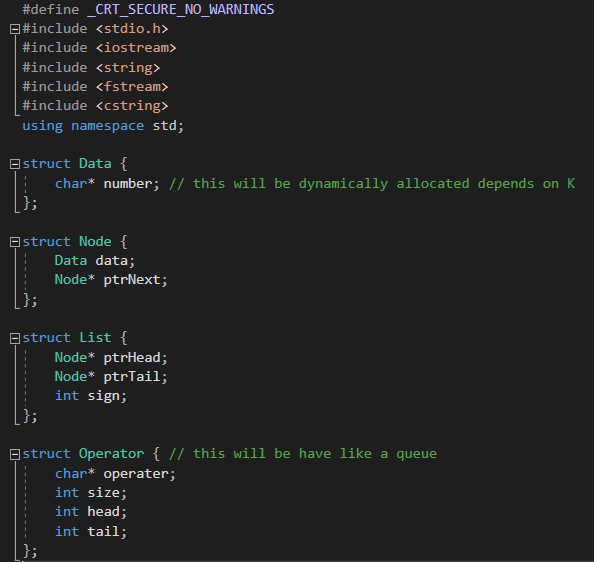 #define _CRT_SECURE_NO_WARNINGS
#include <stdio.h>
#include <iostream>
#include <string>
#include <fstream>
#include <cstring>
using namespace std;
struct Data {
char* number; // this will be dynamically allocated depends on K
};
struct Node {
Data data;
Node* ptrNext;
};
struct List {
Node* ptrHead;
Node* ptrTail;
int sign;
};
struct Operator { // this will be have like a queue
char* operater;
int size;
int head;
int tail;
};